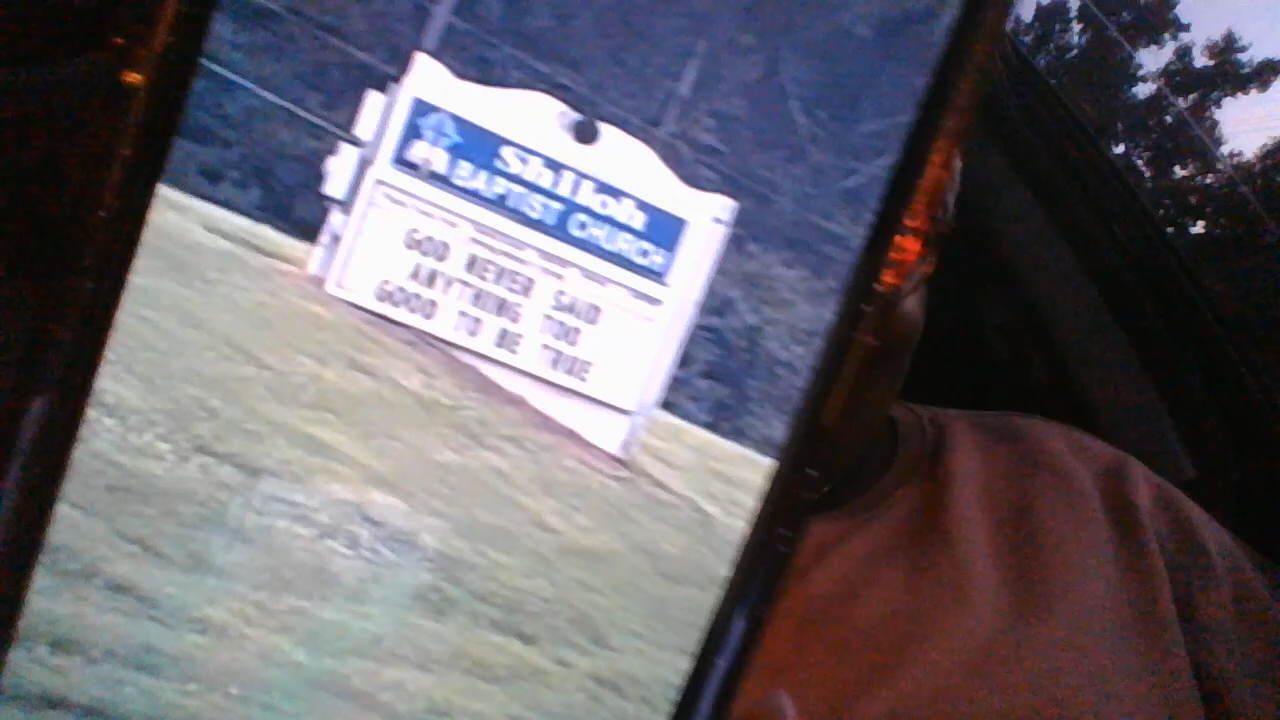 Shiloh
BAPTIST CHURCH
GOD NEVER SAID
ANYTHING TOO
GOOD TO BE TRUE